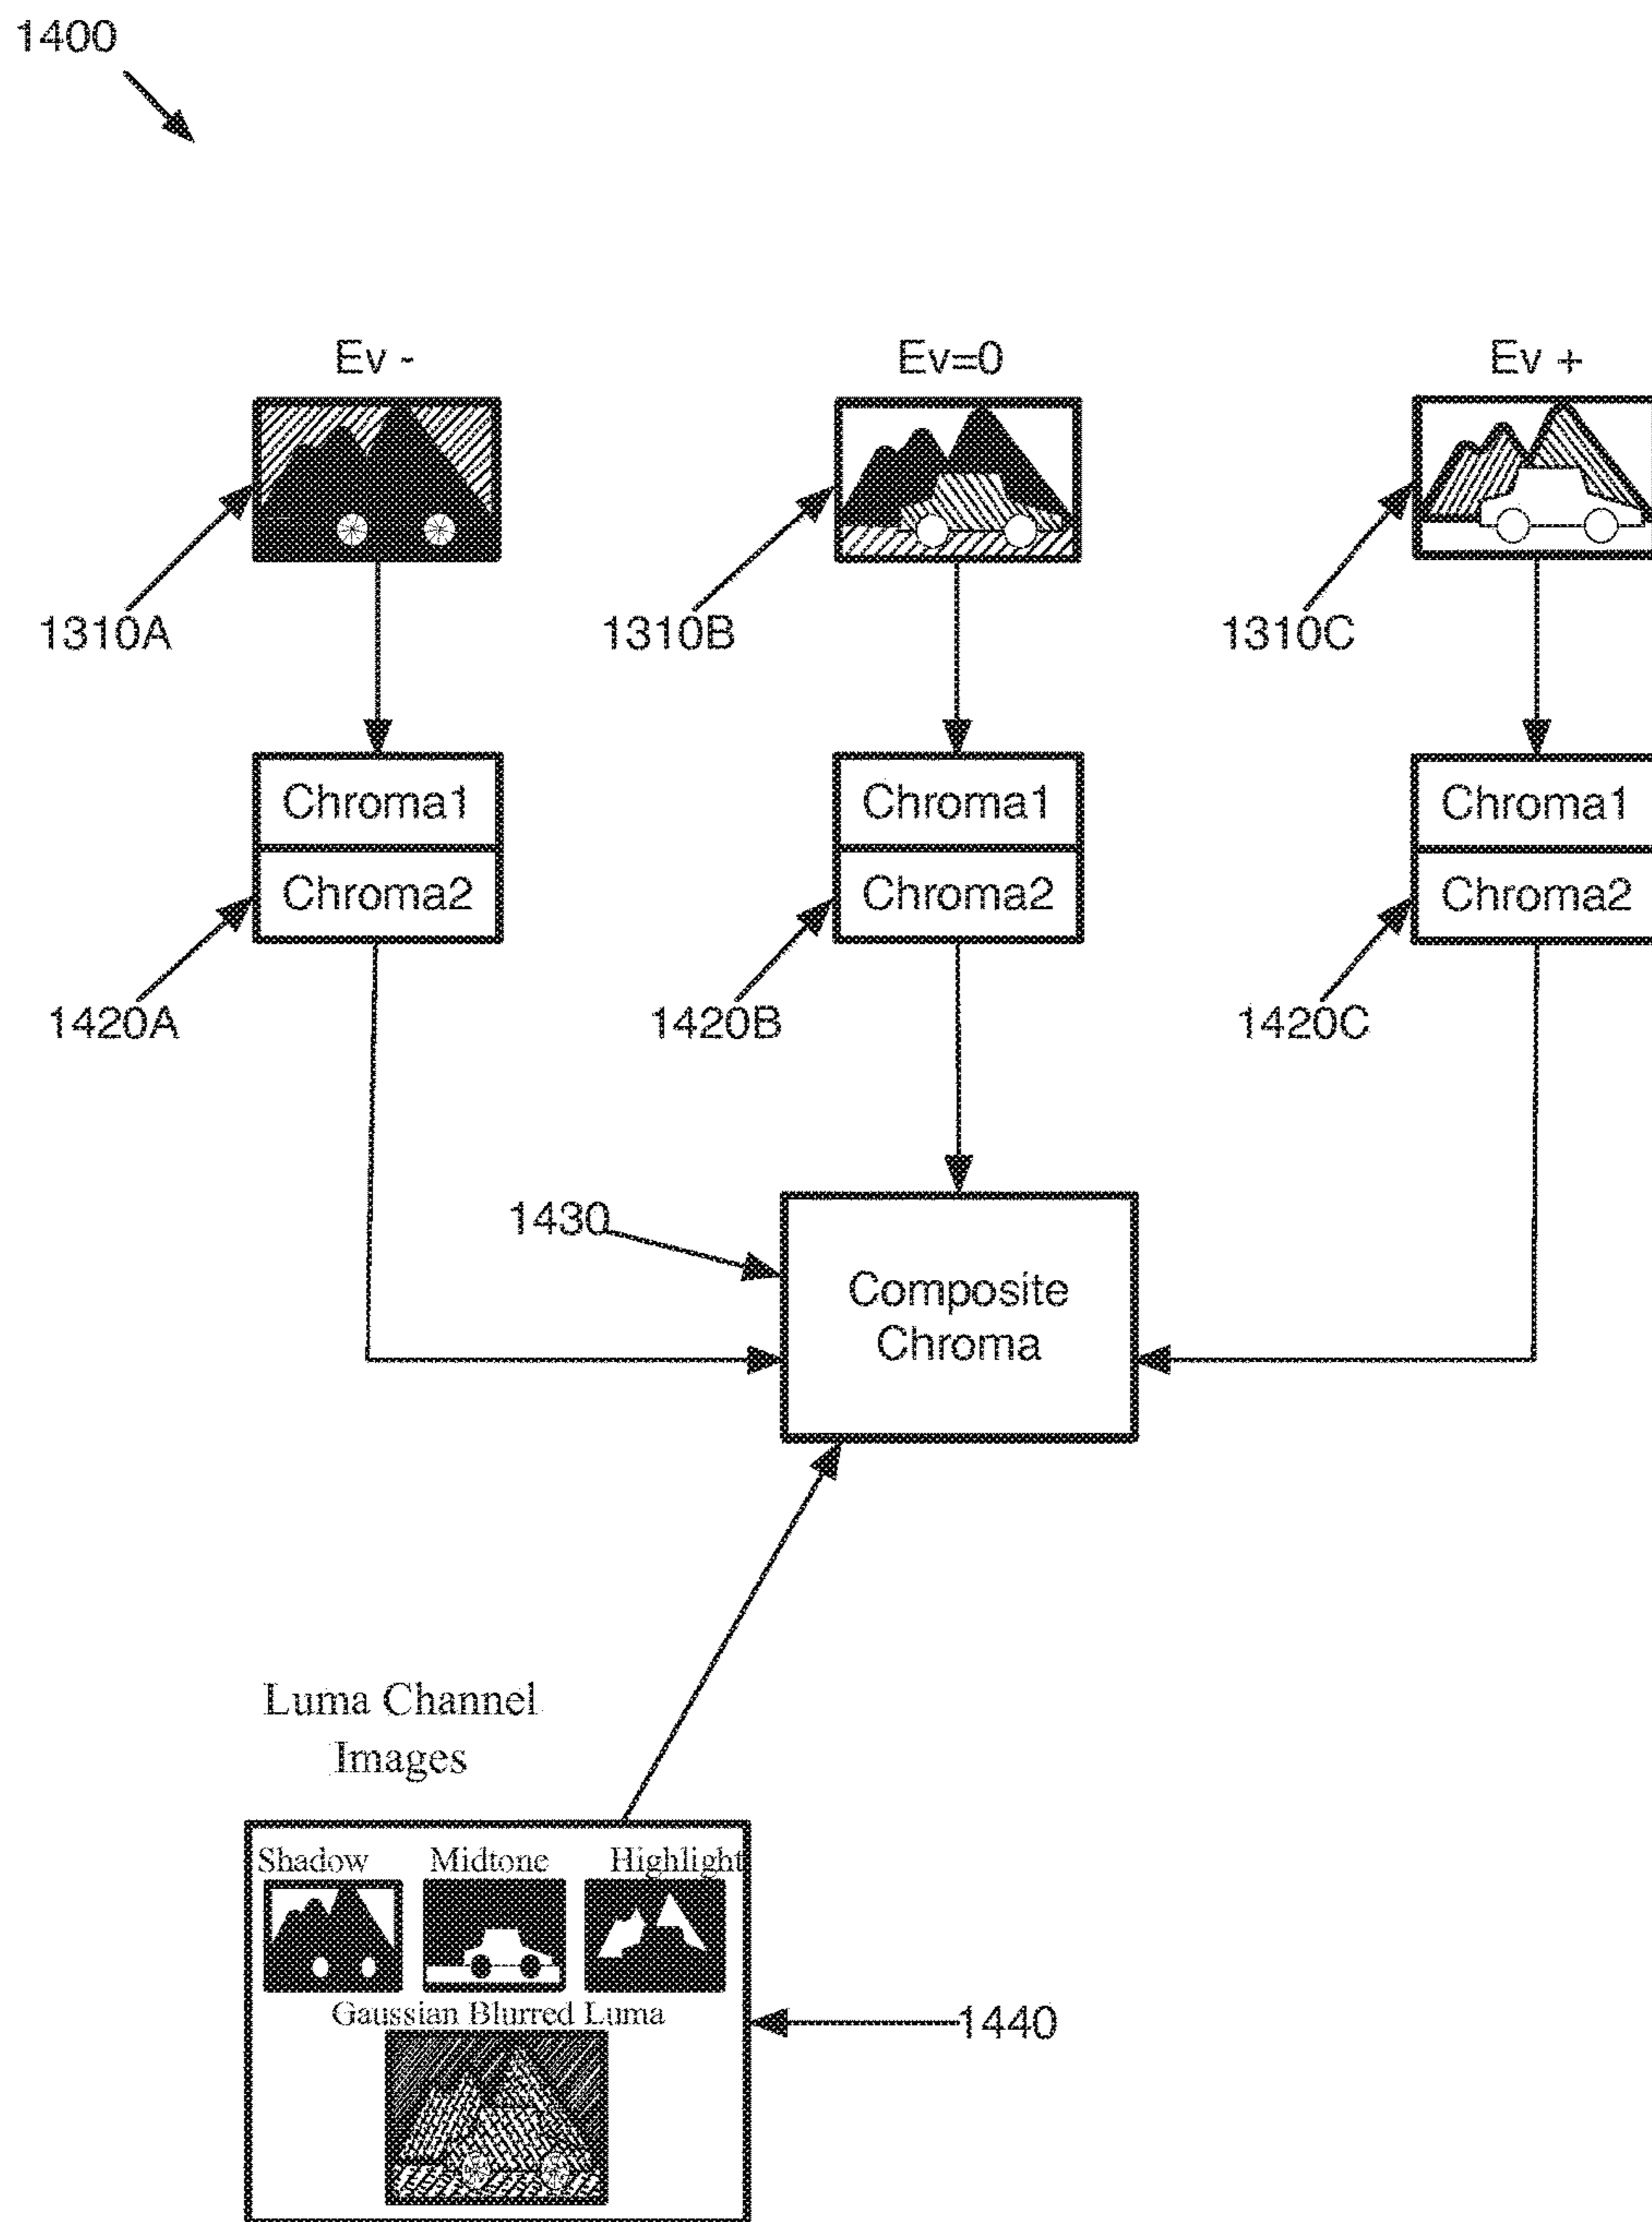 1400
Ev -
Ev=0
Ev +
1310A
1310B
1310C
Chroma1
Chroma2
Chroma1
Chroma2
Chroma1
Chroma2
1420A
1420B
1420C
1430
Composite
Chroma
Luma Channel
Images
Shadow
Midtone
Highlight
Gaussian Blurred Luma
1440